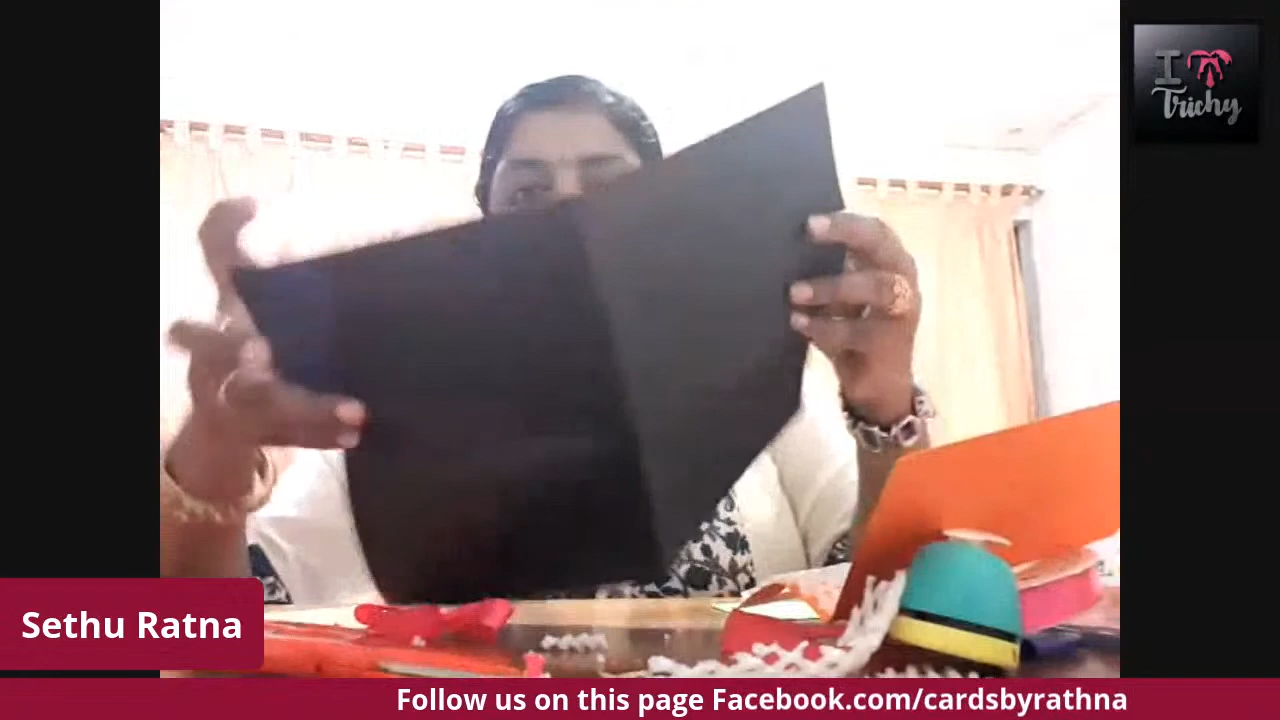 I
Trichy
Sethu Ratna
Follow us on this page Facebook.com/cardsbyrathna